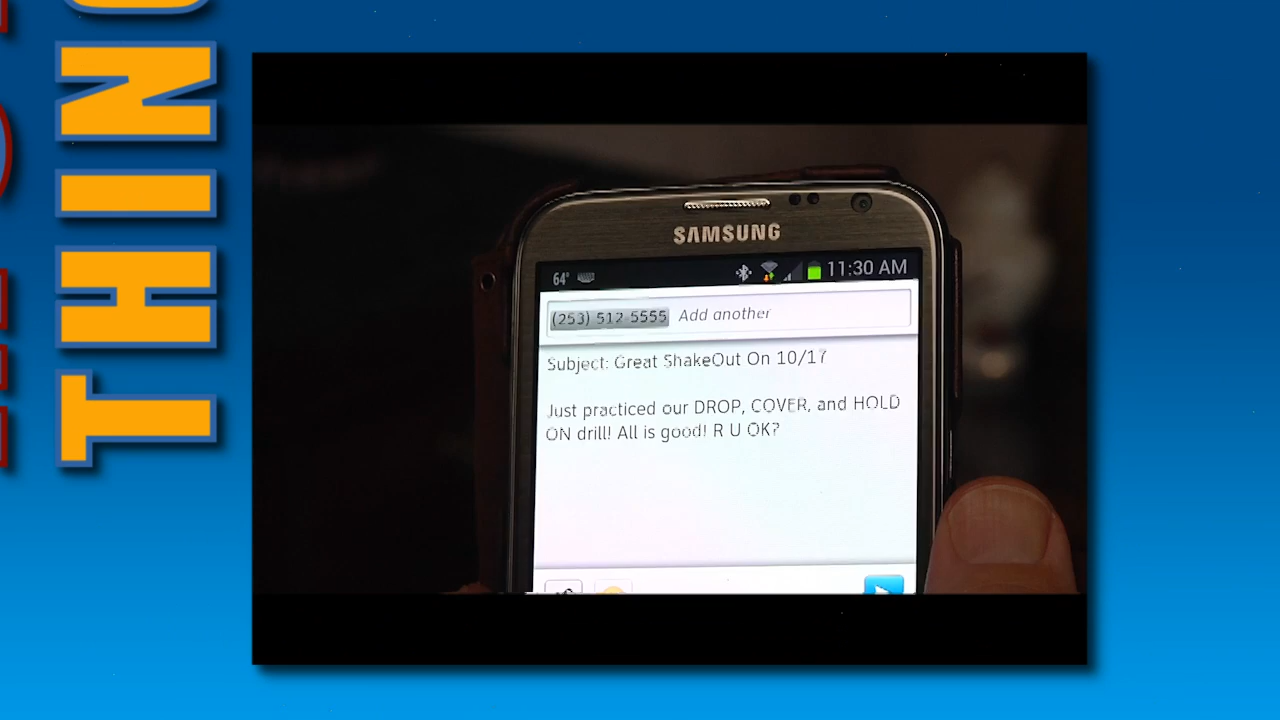 THING
SAMSUNG
64° 11:30 AM
(253) 512-5555 Add another
Subject: Great ShakeOut On 10/17
Just practiced our DROP, COVER, and HOLD
ON drill! All is good! R U OK?